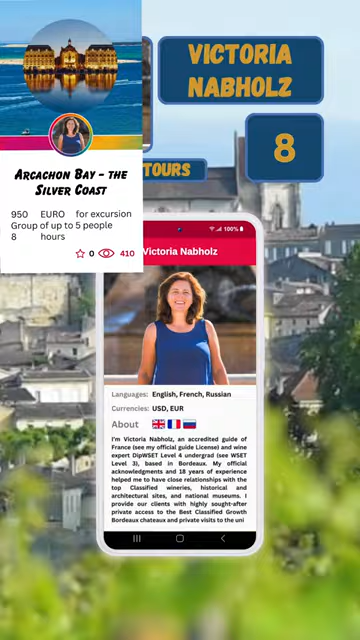 VICTORIA
NABHOLZ
8
TOURS
Arcachon Bay - the
Silver Coast
950 EURO for excursion
Group of up to 5 people
8 hours
0 410
100%
Victoria Nabholz
Languages: English, French, Russian
Currencies: USD, EUR
About
I'm Victoria Nabholz, an accredited guide of
France (see my official guide License) and wine
expert DipWSET Level 4 undergrad (see WSET
Level 3), based in Bordeaux. My official
acknowledgments and 18 years of experience
helped me to have close relationships with the
top Classified wineries, historical and
architectural sites, and national museums. I
provide our clients with highly sought-after
private access to the Best Classified Growth
Bordeaux chateaux and private visits to the uni